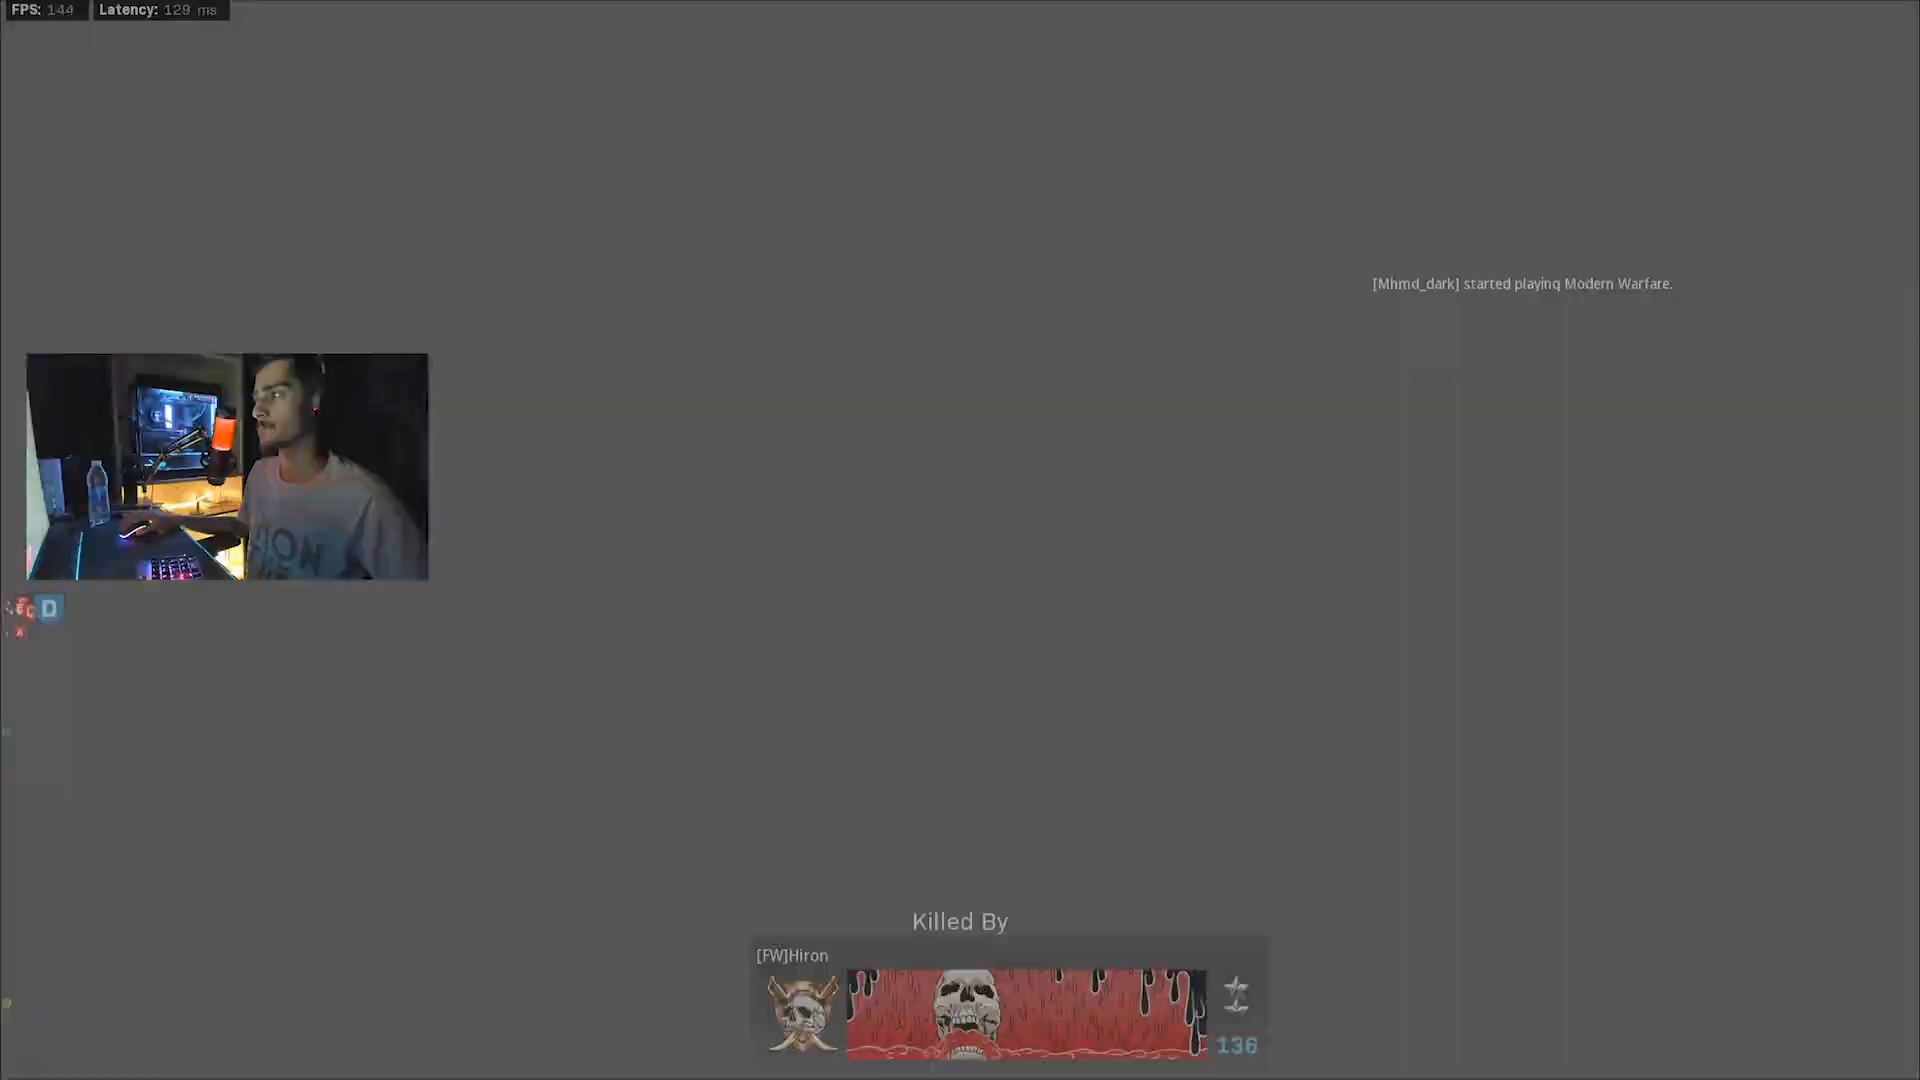 FPS: 144 Latency: 129 ms
[Mhmd_dark] started playing Modern Warfare.
D
C
A
Killed By
[FW]Hiron
136